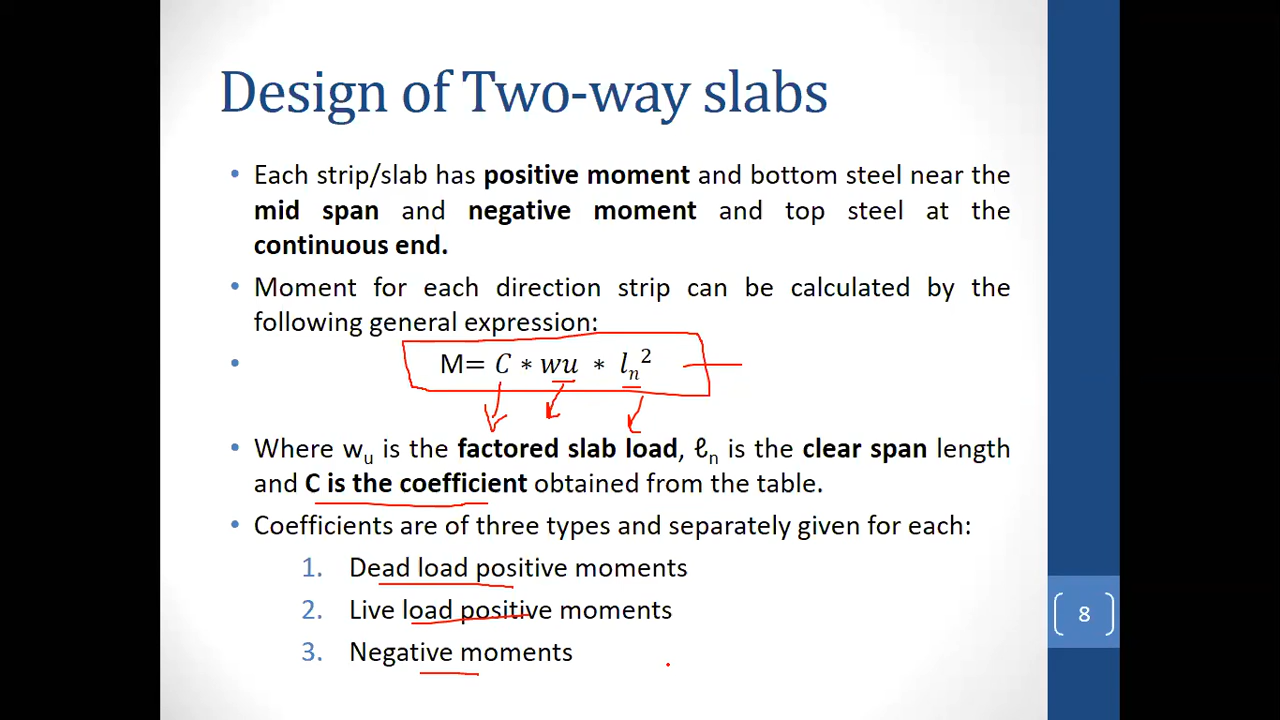 Design of Two-way slabs
• Each strip/slab has positive moment and bottom steel near the
mid span and negative moment and top steel at the
continuous end.
• Moment for each direction strip can be calculated by the
following general expression:
• M= C * wu * lₙ²
• Where wᵤ is the factored slab load, ℓₙ is the clear span length
and C is the coefficient obtained from the table.
• Coefficients are of three types and separately given for each:
1. Dead load positive moments
2. Live load positive moments
3. Negative moments
8